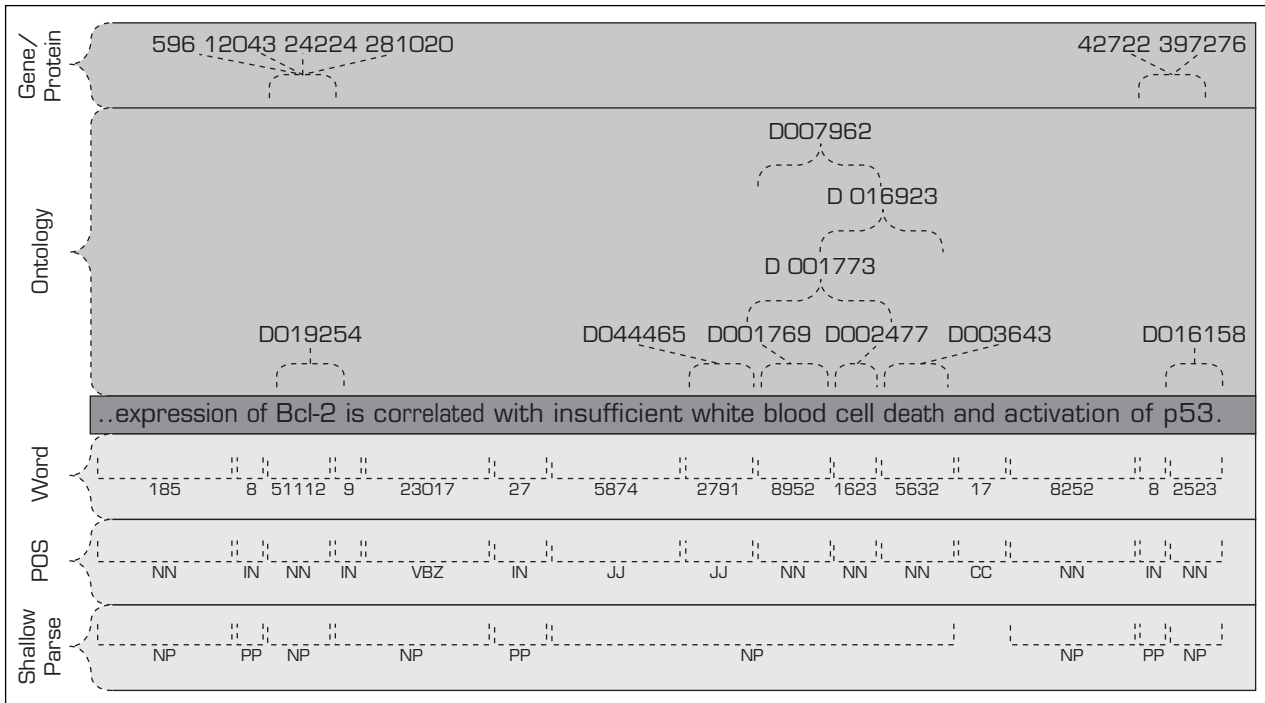 Gene/
Protein
596 12043 24224 281020
42722 397276
Ontology
D007962
D 016923
D 001773
D019254
D044465
D001769
D002477
D003643
D016158
..expression of Bcl-2 is correlated with insufficient white blood cell death and activation of p53.
Word
185 8 51112 9 23017 27 5874 2791 8952 1623 5632 17 8252 8 2523
POS
NN IN NN IN VBZ IN JJ JJ NN NN NN CC NN IN NN
Shallow
Parse
NP PP NP NP PP NP NP PP NP